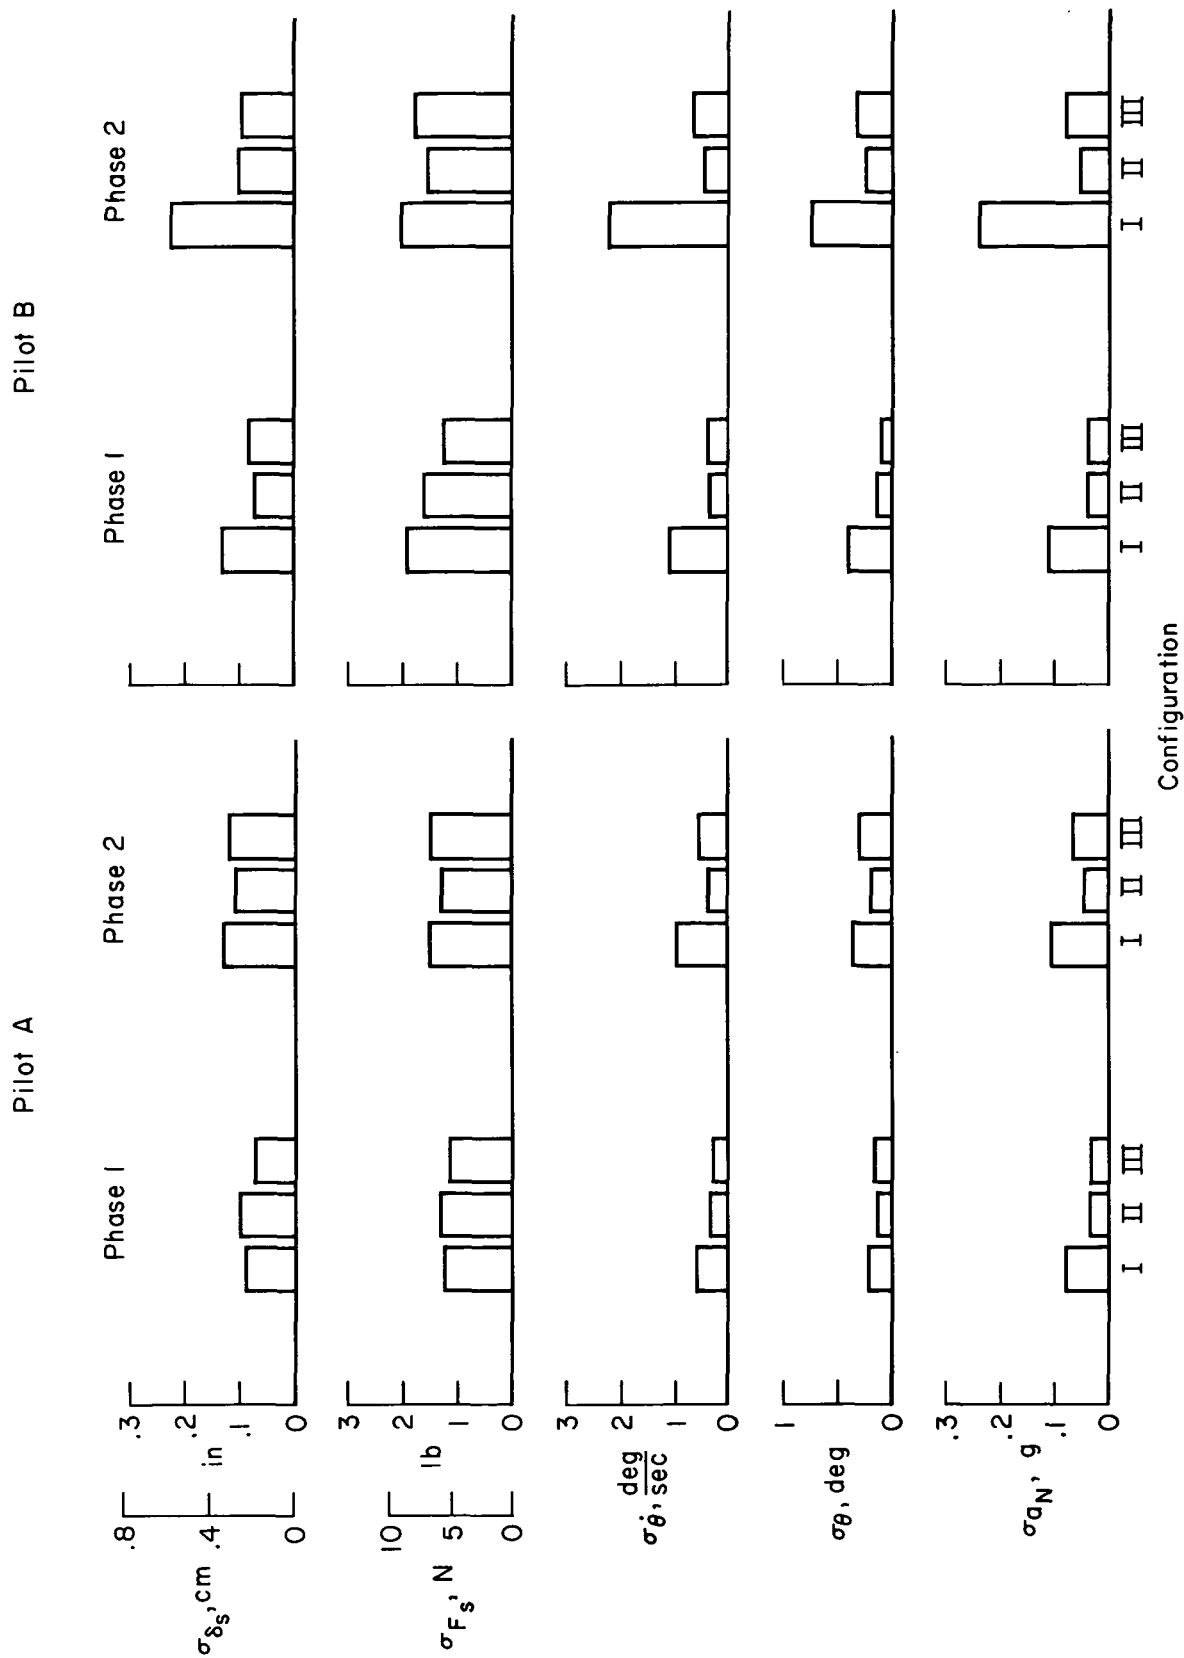 Pilot A
Pilot B
Phase 1
Phase 2
Phase 1
Phase 2
σδs, cm
.8
.4
0
in
.3
.2
.1
0
σFs, N
10
5
0
lb
3
2
1
0
σθ̇, deg/sec
3
2
1
0
σθ, deg
1
0
σaN, g
.3
.2
.1
0
I II III
I II III
I II III
I II III
Configuration